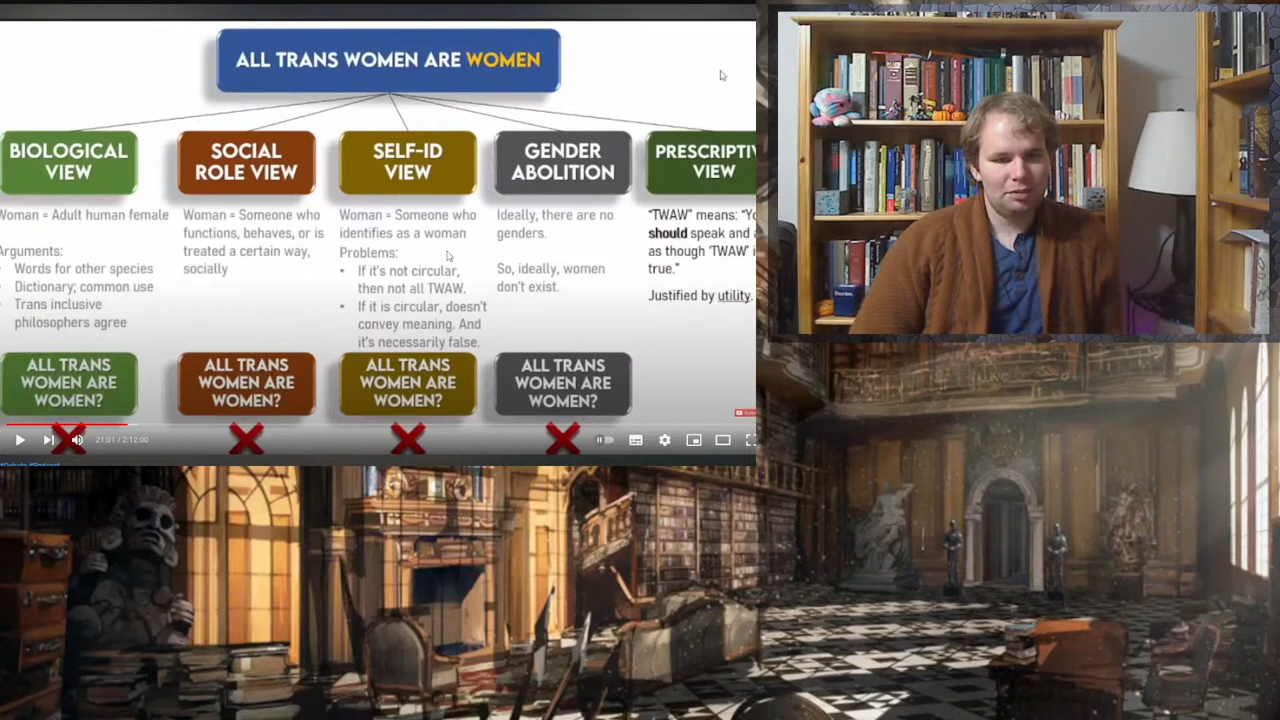 ALL TRANS WOMEN ARE WOMEN
BIOLOGICAL
VIEW
Woman = Adult human female
Arguments:
• Words for other species
• Dictionary; common use
• Trans inclusive
philosophers agree
ALL TRANS
WOMEN ARE
WOMEN?
SOCIAL
ROLE VIEW
Woman = Someone who
functions, behaves, or is
treated a certain way,
socially
ALL TRANS
WOMEN ARE
WOMEN?
SELF-ID
VIEW
Woman = Someone who
identifies as a woman
Problems:
• If it's not circular,
then not all TWAW.
• If it is circular, doesn't
convey meaning. And
it's necessarily false.
ALL TRANS
WOMEN ARE
WOMEN?
GENDER
ABOLITION
Ideally, there are no
genders.
So, ideally, women
don't exist.
ALL TRANS
WOMEN ARE
WOMEN?
PRESCRIPTIV
VIEW
"TWAW" means: "Yo
should speak and a
as though 'TWAW' i
true."
Justified by utility.
21:01 / 2:12:00